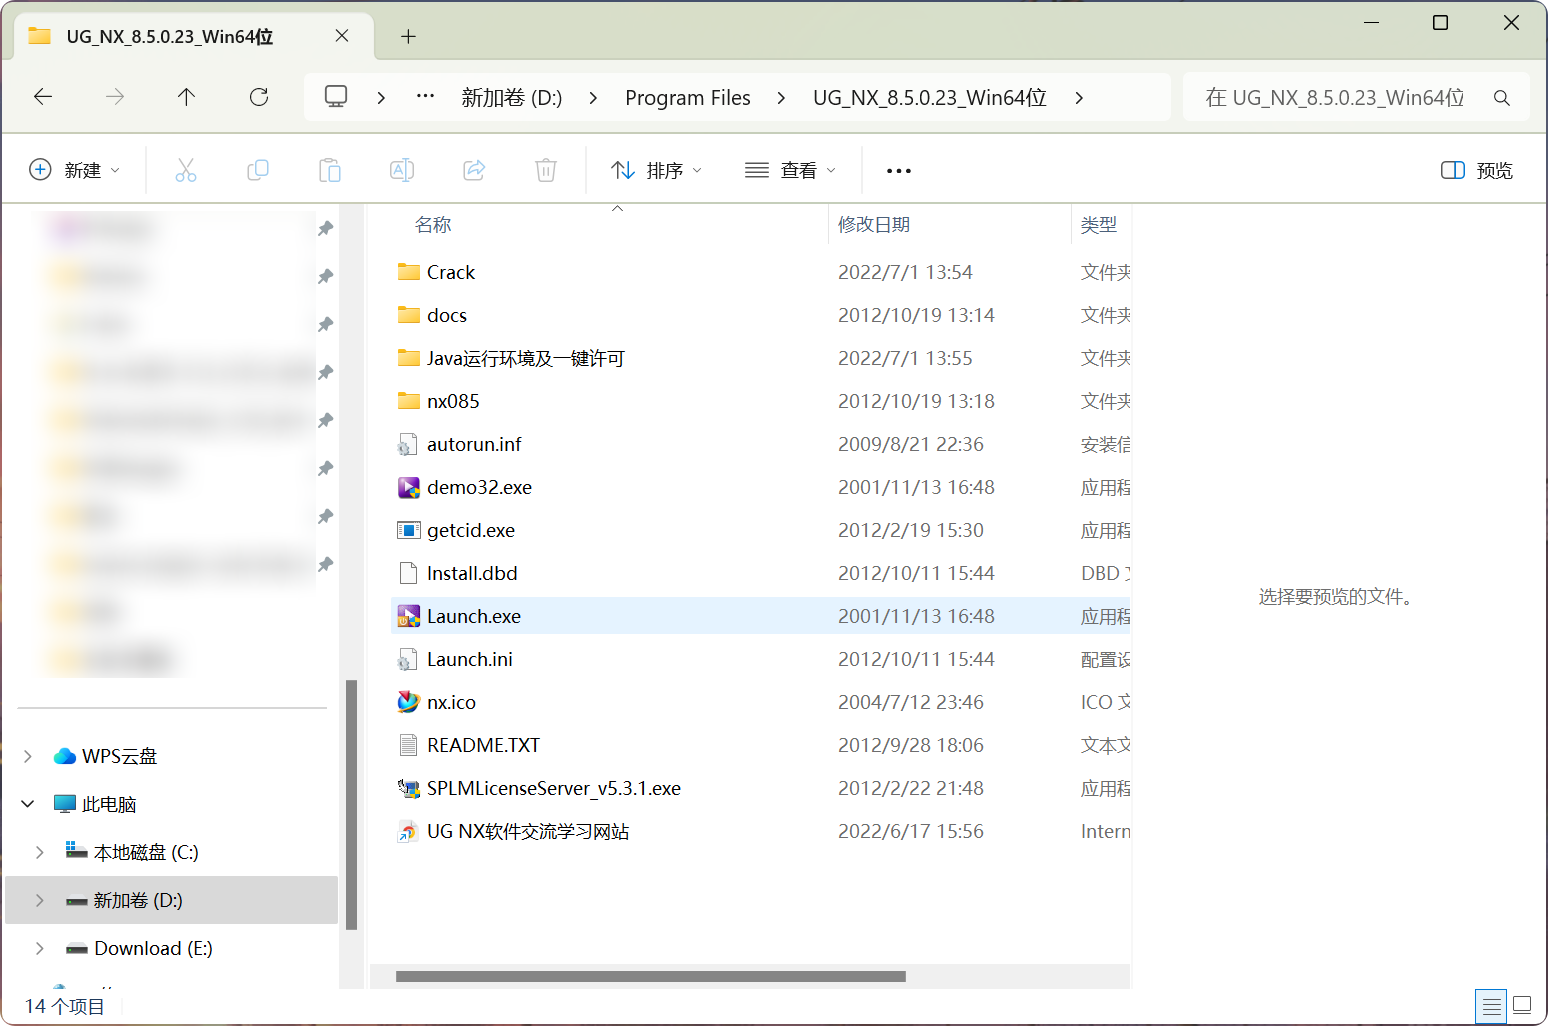 UG_NX_8.5.0.23_Win64位
新加卷 (D:) Program Files UG_NX_8.5.0.23_Win64位 在 UG_NX_8.5.0.23_Win64位
新建 排序 查看 预览
名称 修改日期 类型
Crack 2022/7/1 13:54 文件夹
docs 2012/10/19 13:14 文件夹
Java运行环境及一键许可 2022/7/1 13:55 文件夹
nx085 2012/10/19 13:18 文件夹
autorun.inf 2009/8/21 22:36 安装信
demo32.exe 2001/11/13 16:48 应用程
getcid.exe 2012/2/19 15:30 应用程
Install.dbd 2012/10/11 15:44 DBD
Launch.exe 2001/11/13 16:48 应用程
Launch.ini 2012/10/11 15:44 配置设
nx.ico 2004/7/12 23:46 ICO 文
README.TXT 2012/9/28 18:06 文本文
SPLMLicenseServer_v5.3.1.exe 2012/2/22 21:48 应用程
UG NX软件交流学习网站 2022/6/17 15:56 Intern
选择要预览的文件。
WPS云盘
此电脑
本地磁盘 (C:)
新加卷 (D:)
Download (E:)
14 个项目